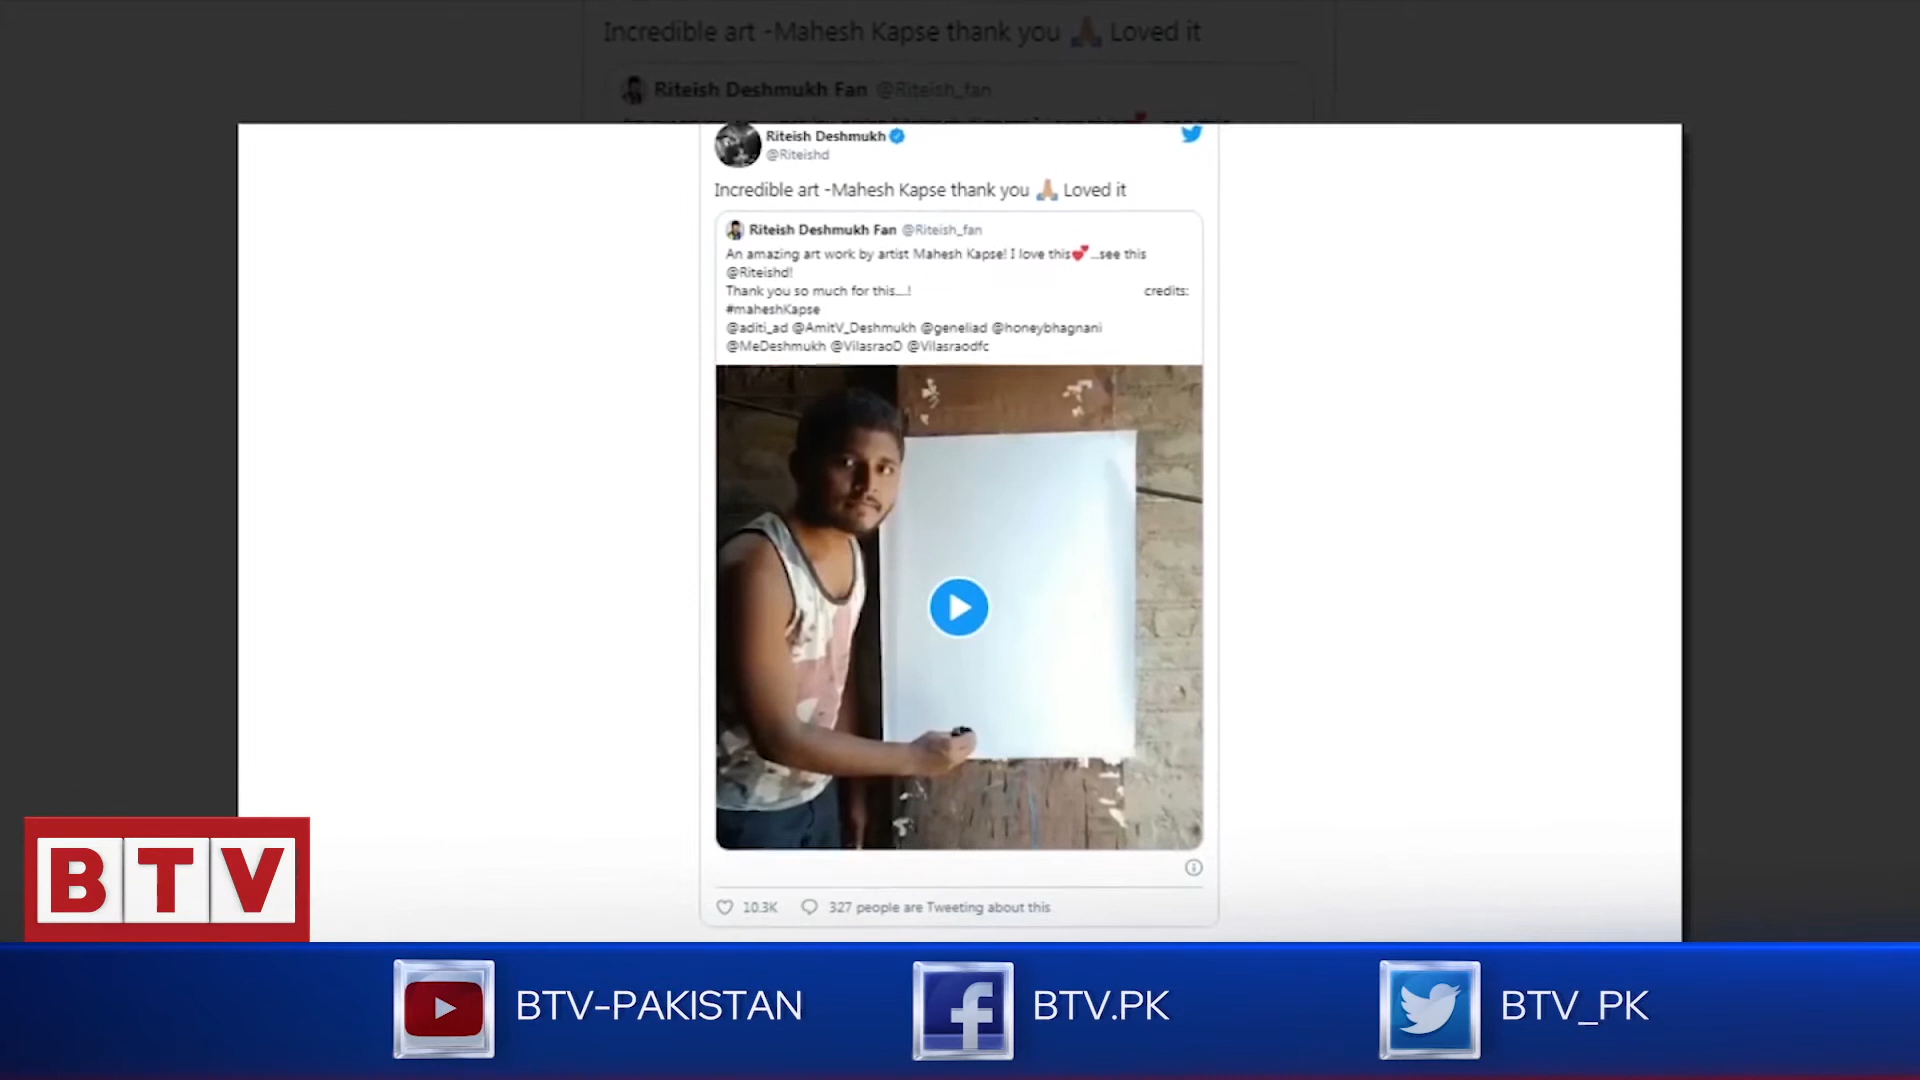 Incredible art -Mahesh Kapse thank you 🙏🏽 Loved it
Riteish Deshmukh Fan @Riteish_fan
Riteish Deshmukh
@Riteishd
Incredible art -Mahesh Kapse thank you 🙏🏽 Loved it
Riteish Deshmukh Fan @Riteish_fan
An amazing art work by artist Mahesh Kapse! I love this💕...see this
@Riteishd!
Thank you so much for this....! credits:
#maheshKapse
@aditi_ad @AmitV_Deshmukh @geneliad @honeybhagnani
@MeDeshmukh @VilasraoD @Vilasraodfc
10.3K 327 people are Tweeting about this
BTV
BTV-PAKISTAN BTV.PK BTV_PK